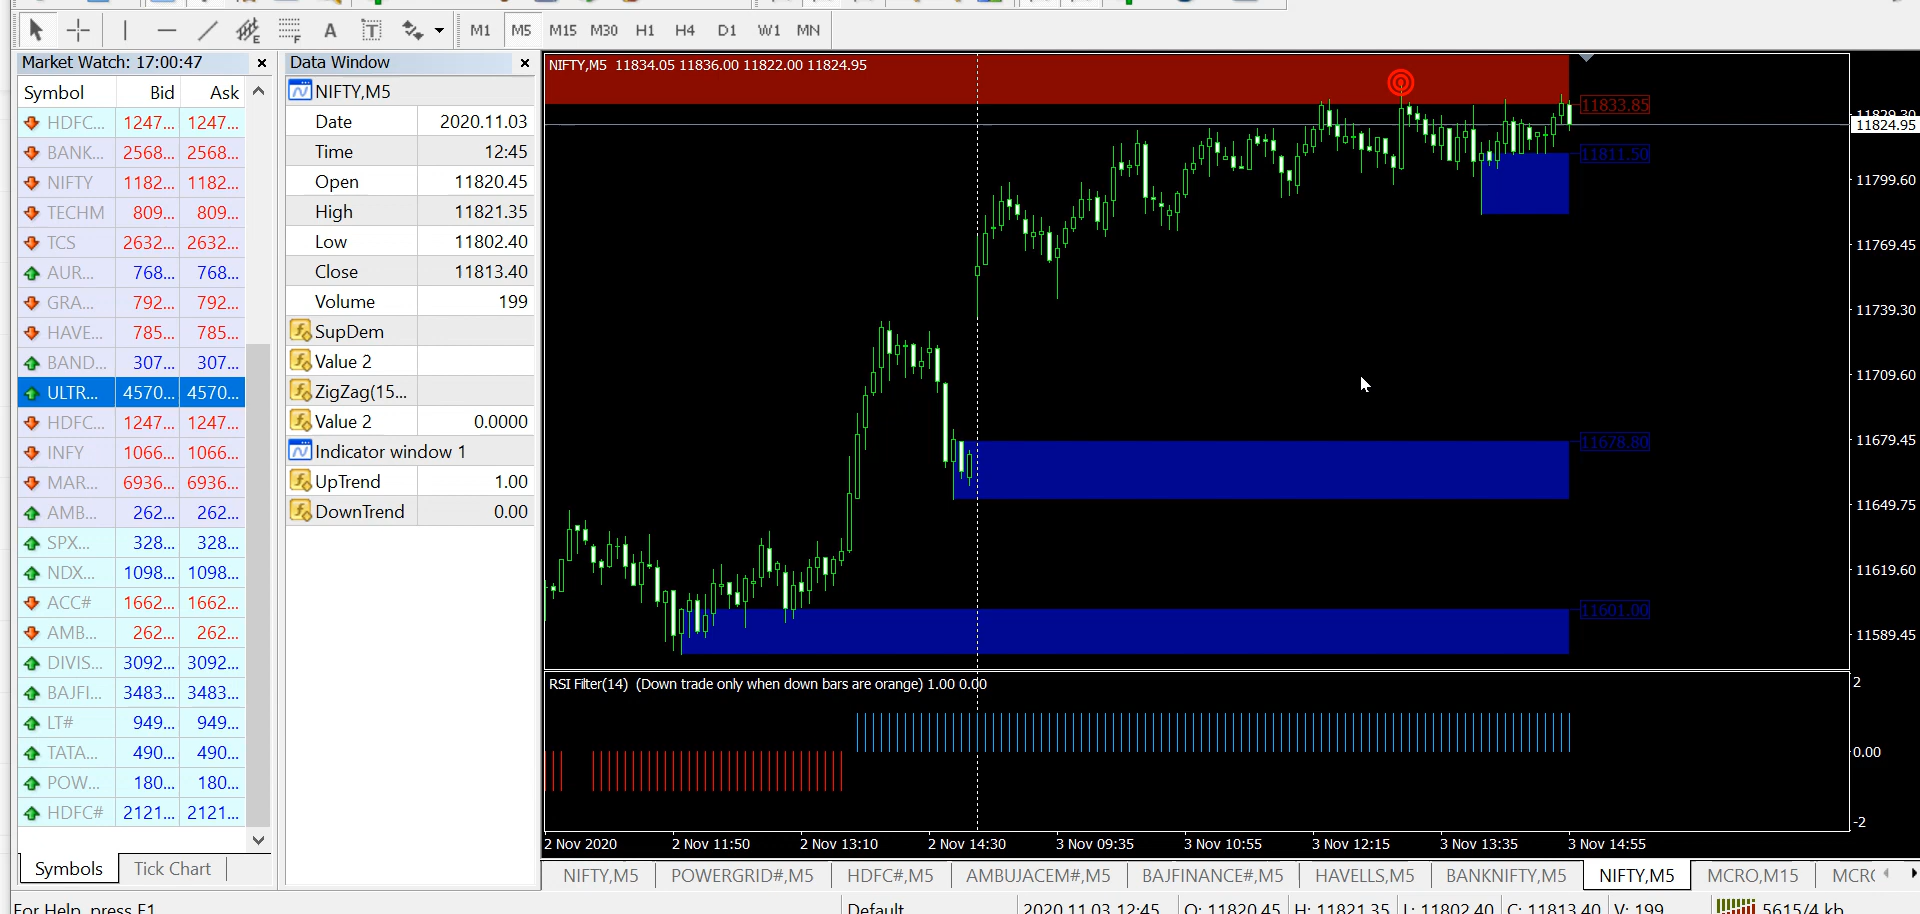 M1 M5 M15 M30 H1 H4 D1 W1 MN
Market Watch: 17:00:47
Symbol Bid Ask
HDFC... 1247... 1247...
BANK... 2568... 2568...
NIFTY 1182... 1182...
TECHM 809... 809...
TCS 2632... 2632...
AUR... 768... 768...
GRA... 792... 792...
HAVE... 785... 785...
BAND... 307... 307...
ULTR... 4570... 4570...
HDFC... 1247... 1247...
INFY 1066... 1066...
MAR... 6936... 6936...
AMB... 262... 262...
SPX... 328... 328...
NDX... 1098... 1098...
ACC# 1662... 1662...
AMB... 262... 262...
DIVIS... 3092... 3092...
BAJFI... 3483... 3483...
LT# 949... 949...
TATA... 490... 490...
POW... 180... 180...
HDFC# 2121... 2121...
Symbols Tick Chart
Data Window
NIFTY,M5
Date 2020.11.03
Time 12:45
Open 11820.45
High 11821.35
Low 11802.40
Close 11813.40
Volume 199
SupDem
Value 2
ZigZag(15...
Value 2 0.0000
Indicator window 1
UpTrend 1.00
DownTrend 0.00
NIFTY,M5 11834.05 11836.00 11822.00 11824.95
11833.85
11811.50
11678.80
11601.00
11829.30
11824.95
11799.60
11769.45
11739.30
11709.60
11679.45
11649.75
11619.60
11589.45
RSI Filter(14) (Down trade only when down bars are orange) 1.00 0.00
2
0.00
-2
2 Nov 2020 2 Nov 11:50 2 Nov 13:10 2 Nov 14:30 3 Nov 09:35 3 Nov 10:55 3 Nov 12:15 3 Nov 13:35 3 Nov 14:55
NIFTY,M5 POWERGRID#,M5 HDFC#,M5 AMBUJACEM#,M5 BAJFINANCE#,M5 HAVELLS,M5 BANKNIFTY,M5 NIFTY,M5 MCRO,M15 MCR
For Help, press F1 Default 2020.11.03 12:45 O: 11820.45 H: 11821.35 L: 11802.40 C: 11813.40 V: 199 5615/4 kb